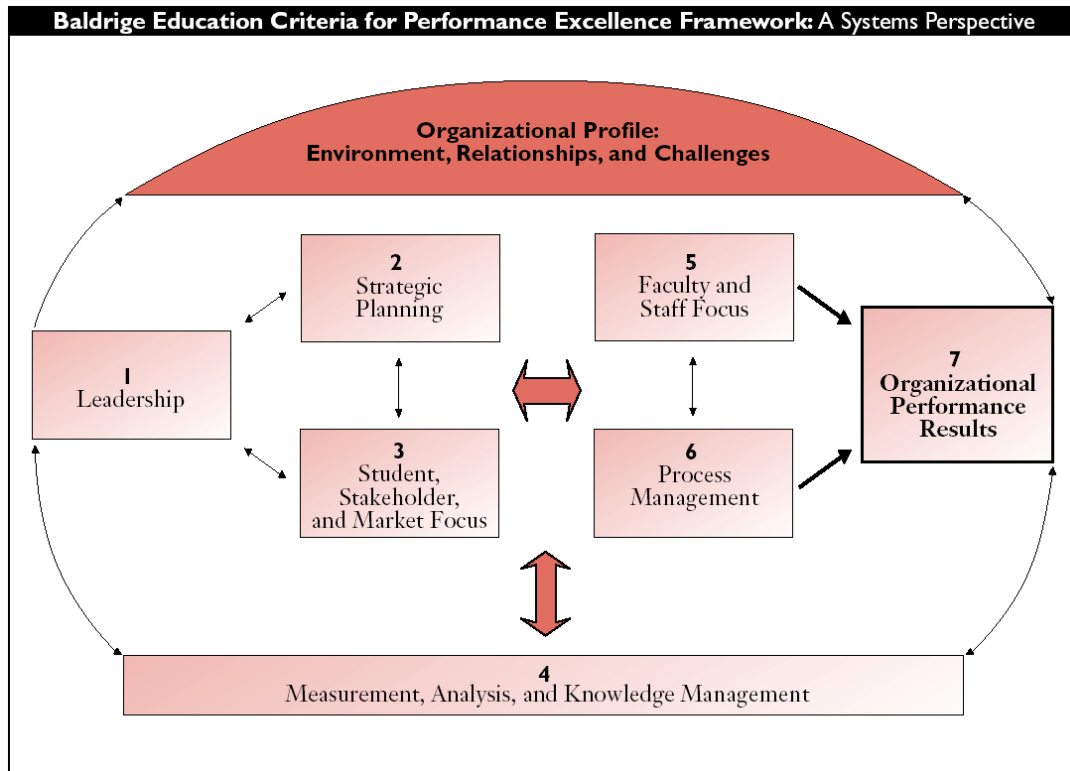 Baldrige Education Criteria for Performance Excellence Framework: A Systems Perspective
Organizational Profile:
Environment, Relationships, and Challenges
2
Strategic
Planning
5
Faculty and
Staff Focus
1
Leadership
7
Organizational
Performance
Results
3
Student,
Stakeholder,
and Market Focus
6
Process
Management
4
Measurement, Analysis, and Knowledge Management